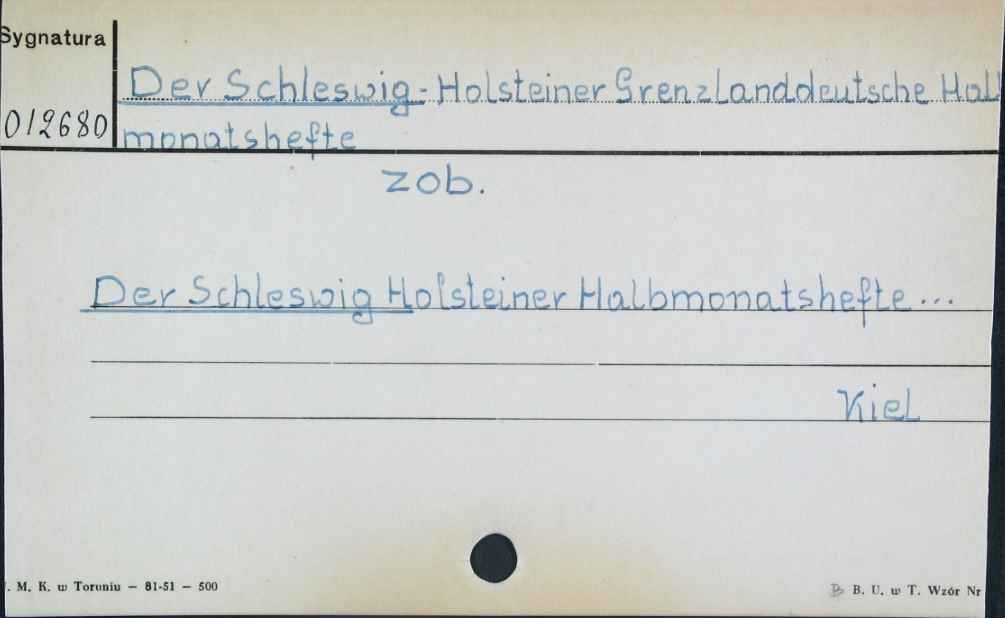 Sygnatura
Der Schleswig-Holsteiner Grenzlanddeutsche Hal
012680
monatshefte
zob.
Der Schleswig Holsteiner Halbmonatshefte...
Kiel
. M. K. w Toruniu – 81-51 – 500
B B. U. w T. Wzór Nr